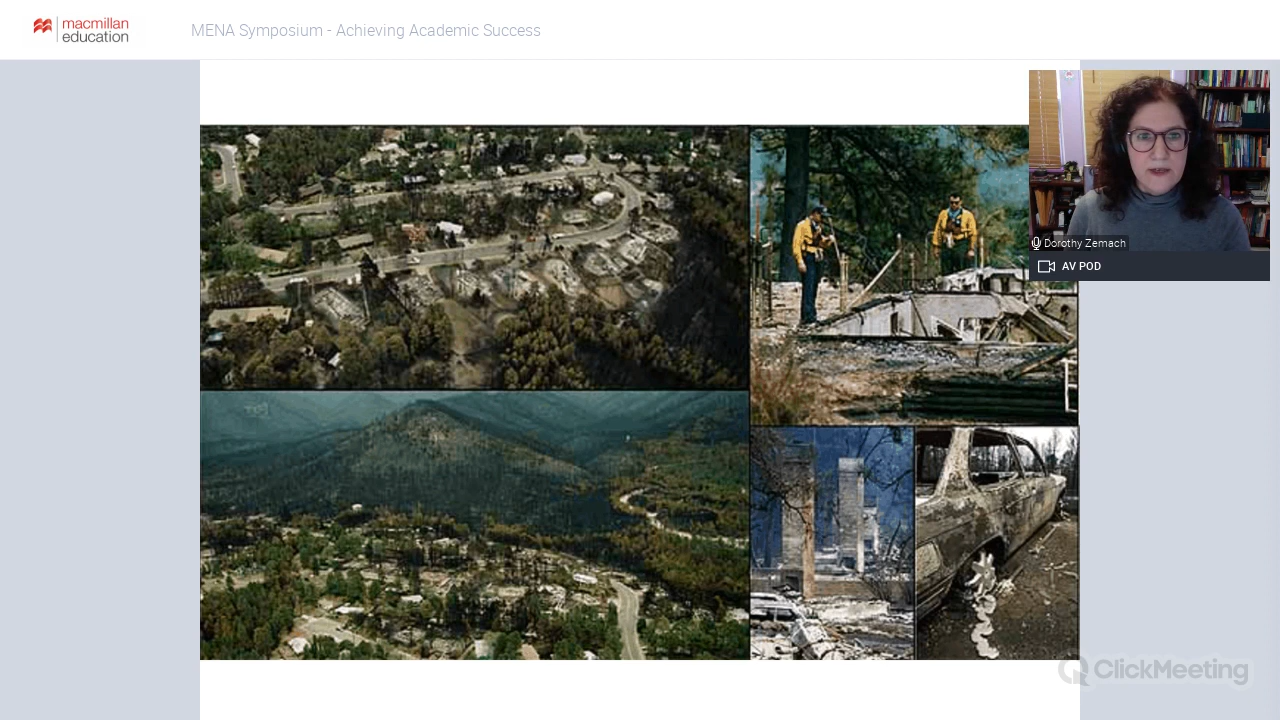 macmillan
education
MENA Symposium - Achieving Academic Success
Dorothy Zemach
AV POD
ClickMeeting